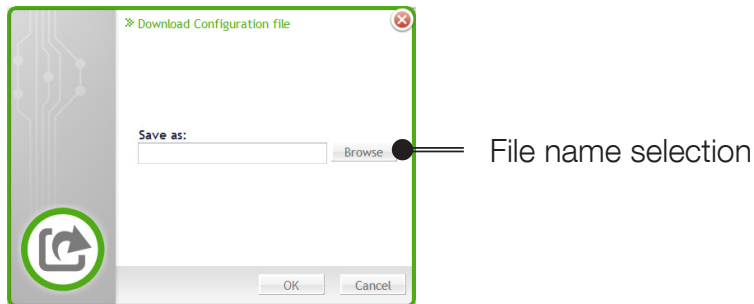 » Download Configuration file
Save as:
Browse
File name selection
OK
Cancel